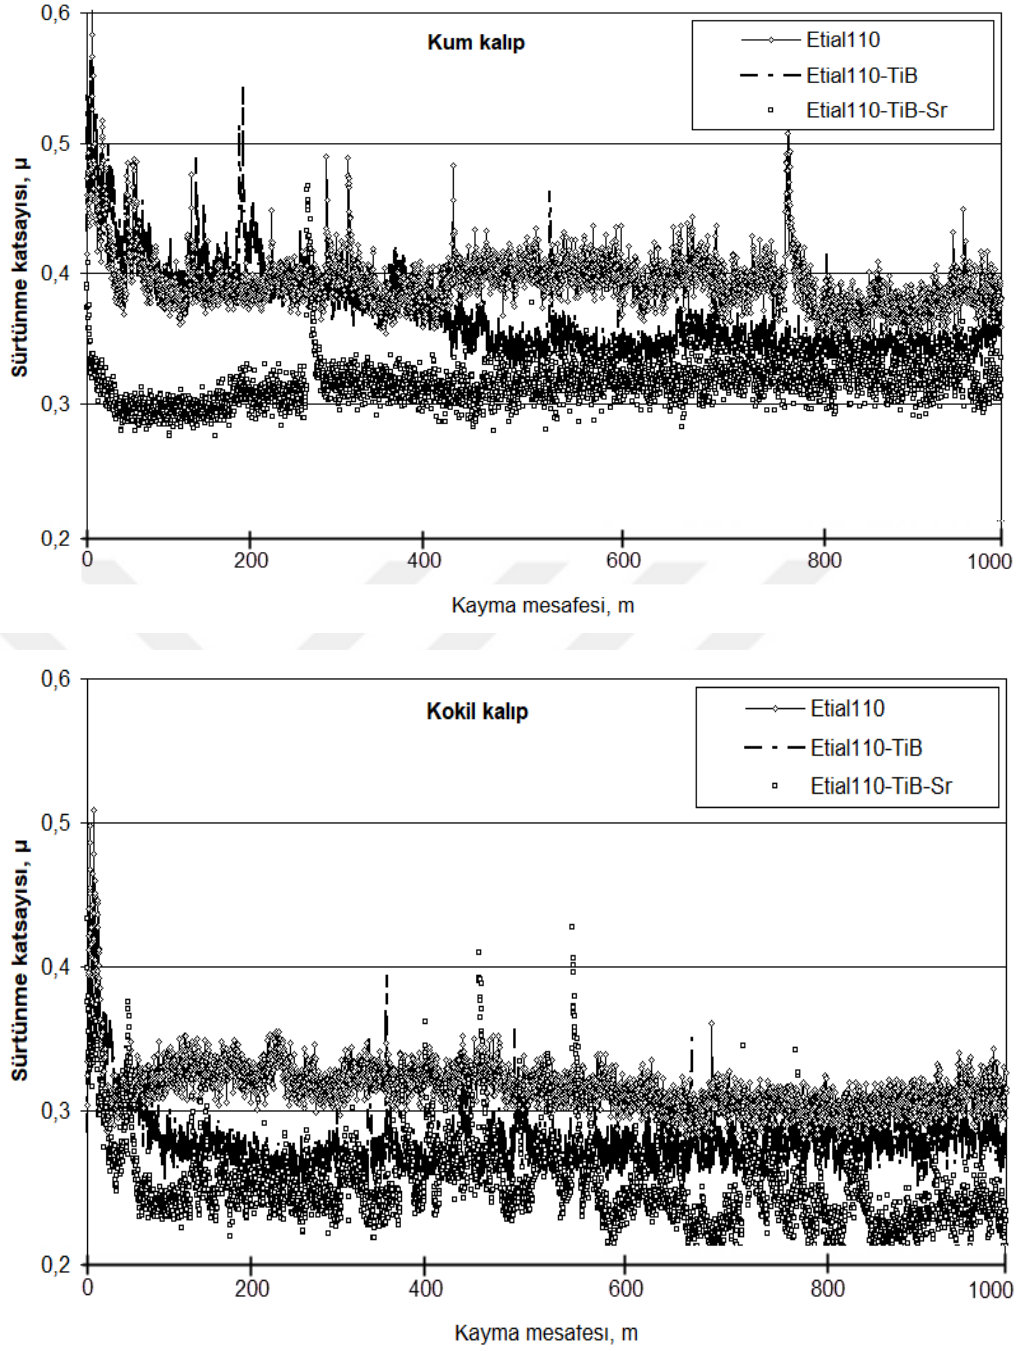 0,6
Kum kalıp
Etial110
Etial110-TiB
Etial110-TiB-Sr
0,5
0,4
0,3
0,2
Sürtünme katsayısı, µ
0 200 400 600 800 1000
Kayma mesafesi, m
0,6
Kokil kalıp
Etial110
Etial110-TiB
Etial110-TiB-Sr
0,5
0,4
0,3
0,2
Sürtünme katsayısı, µ
0 200 400 600 800 1000
Kayma mesafesi, m